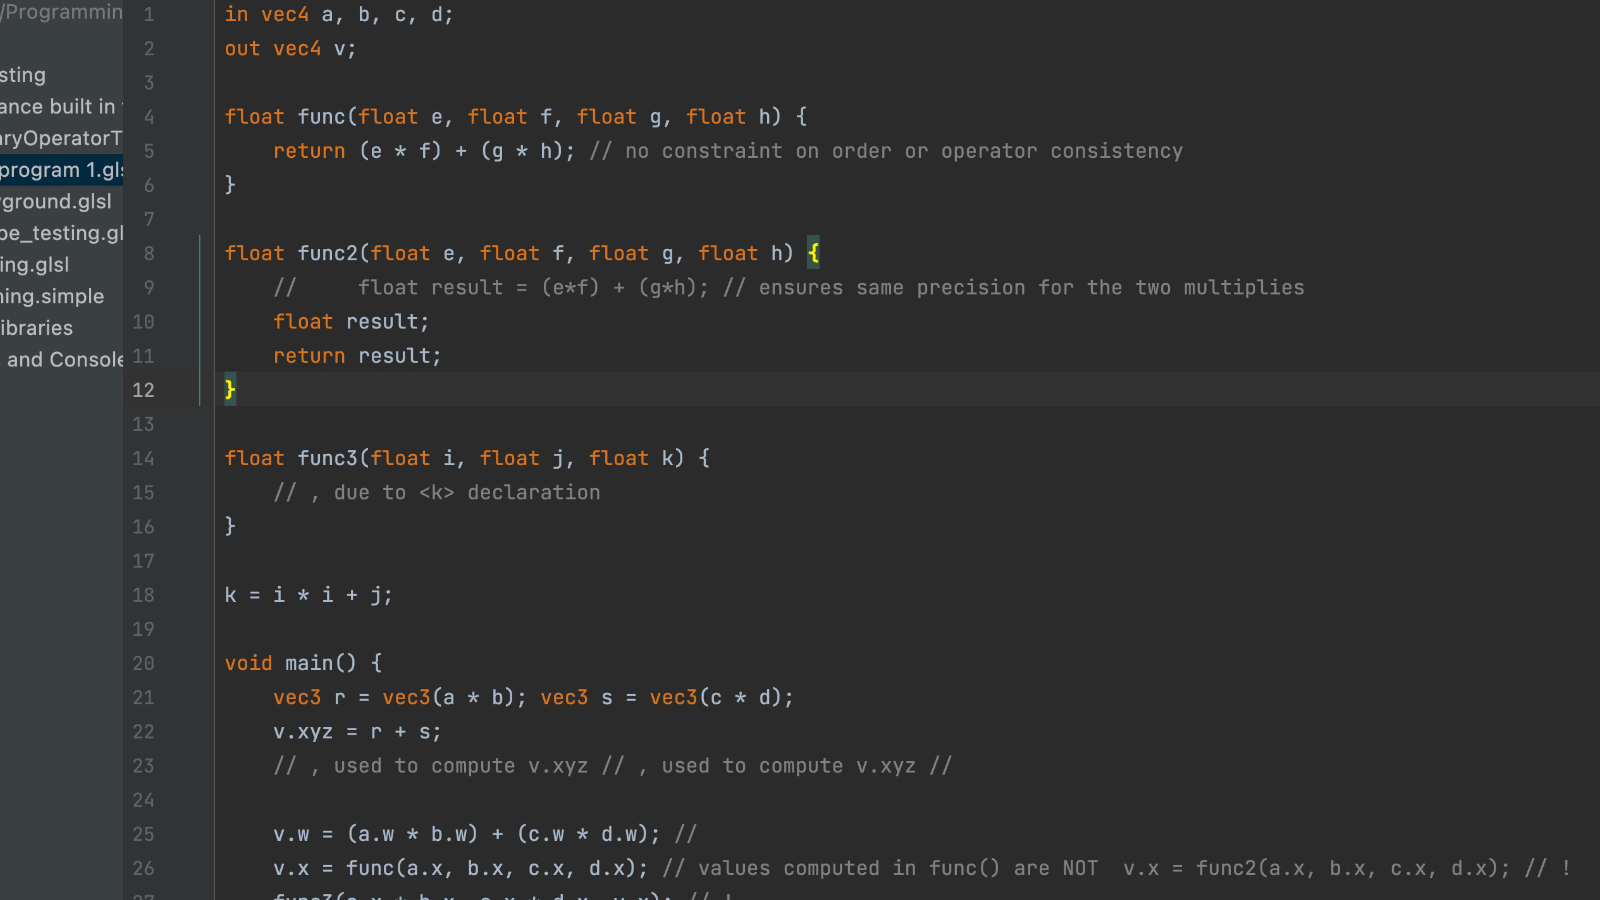 /Programmin
sting
ance built in
aryOperatorT
program 1.gls
ground.glsl
pe_testing.gl
ing.glsl
ning.simple
ibraries
and Console
1 in vec4 a, b, c, d;
2 out vec4 v;
3
4 float func(float e, float f, float g, float h) {
5 return (e * f) + (g * h); // no constraint on order or operator consistency
6 }
7
8 float func2(float e, float f, float g, float h) {
9 // float result = (e*f) + (g*h); // ensures same precision for the two multiplies
10 float result;
11 return result;
12 }
13
14 float func3(float i, float j, float k) {
15 // , due to <k> declaration
16 }
17
18 k = i * i + j;
19
20 void main() {
21 vec3 r = vec3(a * b); vec3 s = vec3(c * d);
22 v.xyz = r + s;
23 // , used to compute v.xyz // , used to compute v.xyz //
24
25 v.w = (a.w * b.w) + (c.w * d.w); //
26 v.x = func(a.x, b.x, c.x, d.x); // values computed in func() are NOT v.x = func2(a.x, b.x, c.x, d.x); // !
27 func3(a.x * b.x, c.x * d.x, v.x); // !